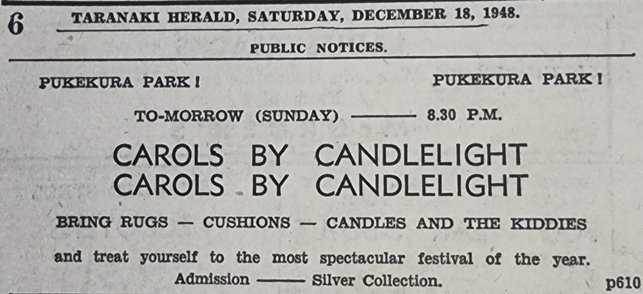 6
TARANAKI HERALD, SATURDAY, DECEMBER 18, 1948.
PUBLIC NOTICES.
PUKEKURA PARK! PUKEKURA PARK!
TO-MORROW (SUNDAY) —— 8.30 P.M.
CAROLS BY CANDLELIGHT
CAROLS BY CANDLELIGHT
BRING RUGS — CUSHIONS — CANDLES AND THE KIDDIES
and treat yourself to the most spectacular festival of the year.
Admission —— Silver Collection.
p610